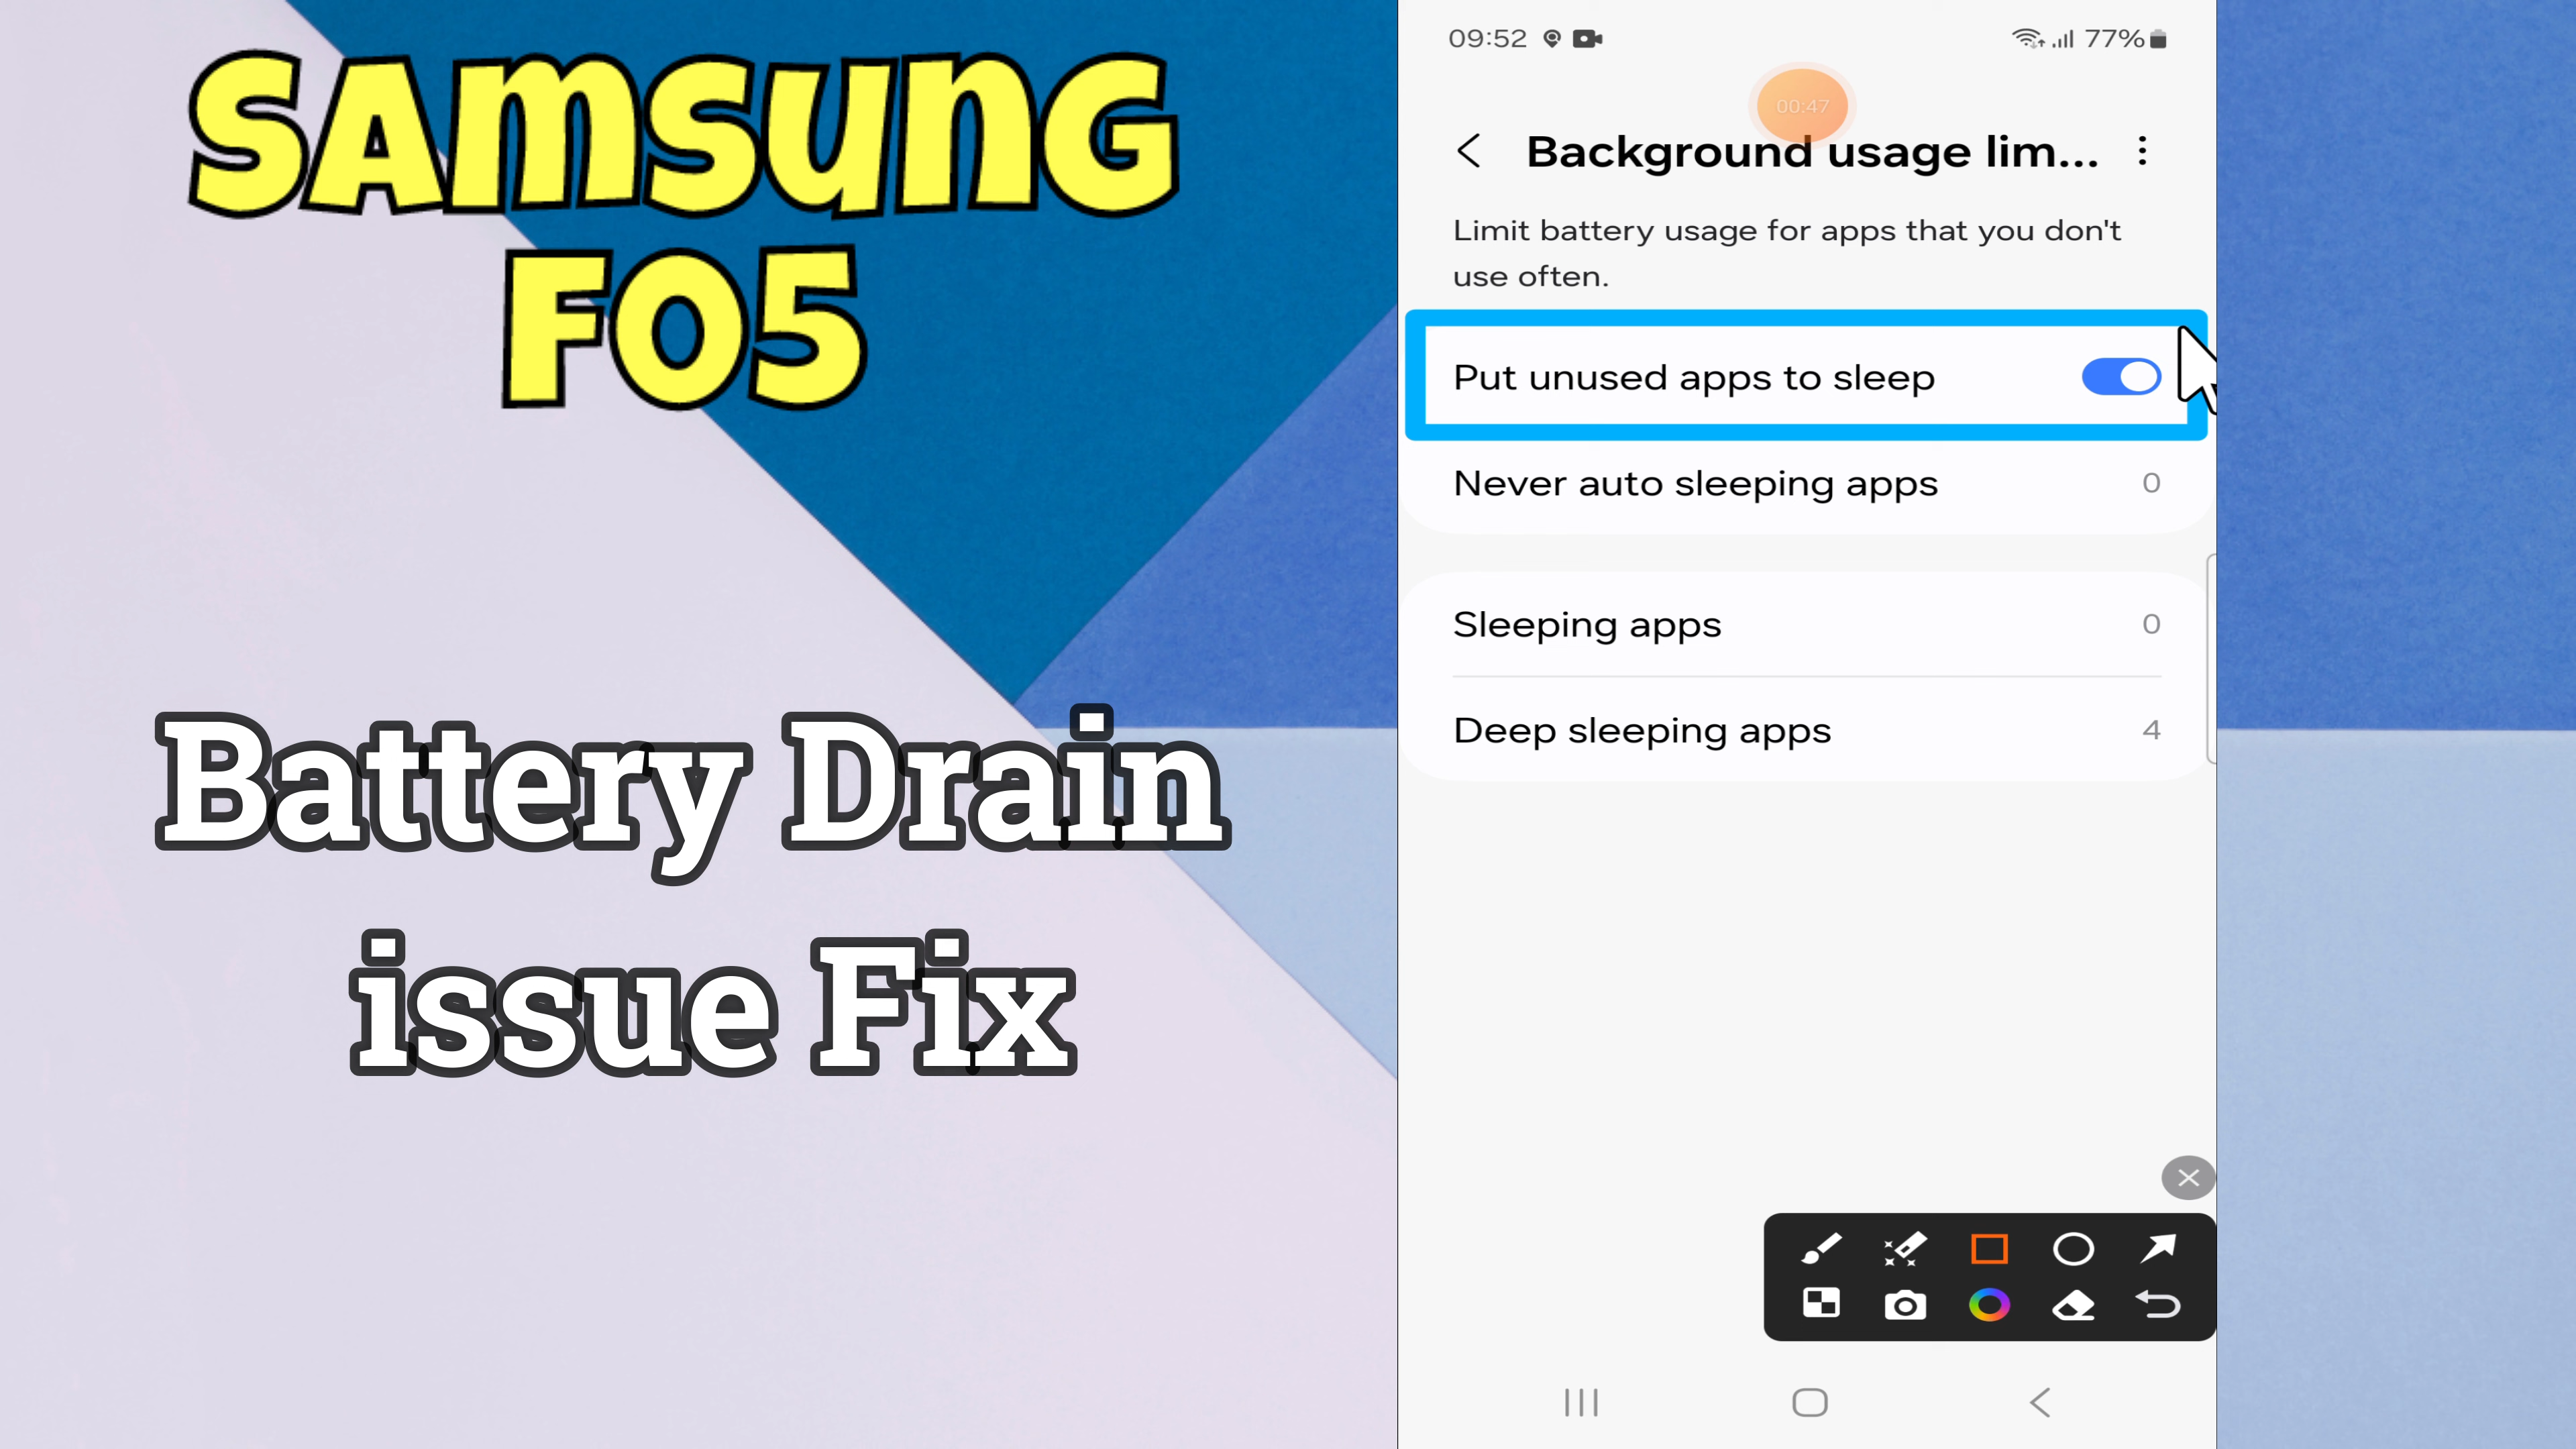 SAMSUNG
F05
Battery Drain
issue Fix
09:52
77%
00:47
Background usage lim...
Limit battery usage for apps that you don't
use often.
Put unused apps to sleep
Never auto sleeping apps 0
Sleeping apps 0
Deep sleeping apps 4